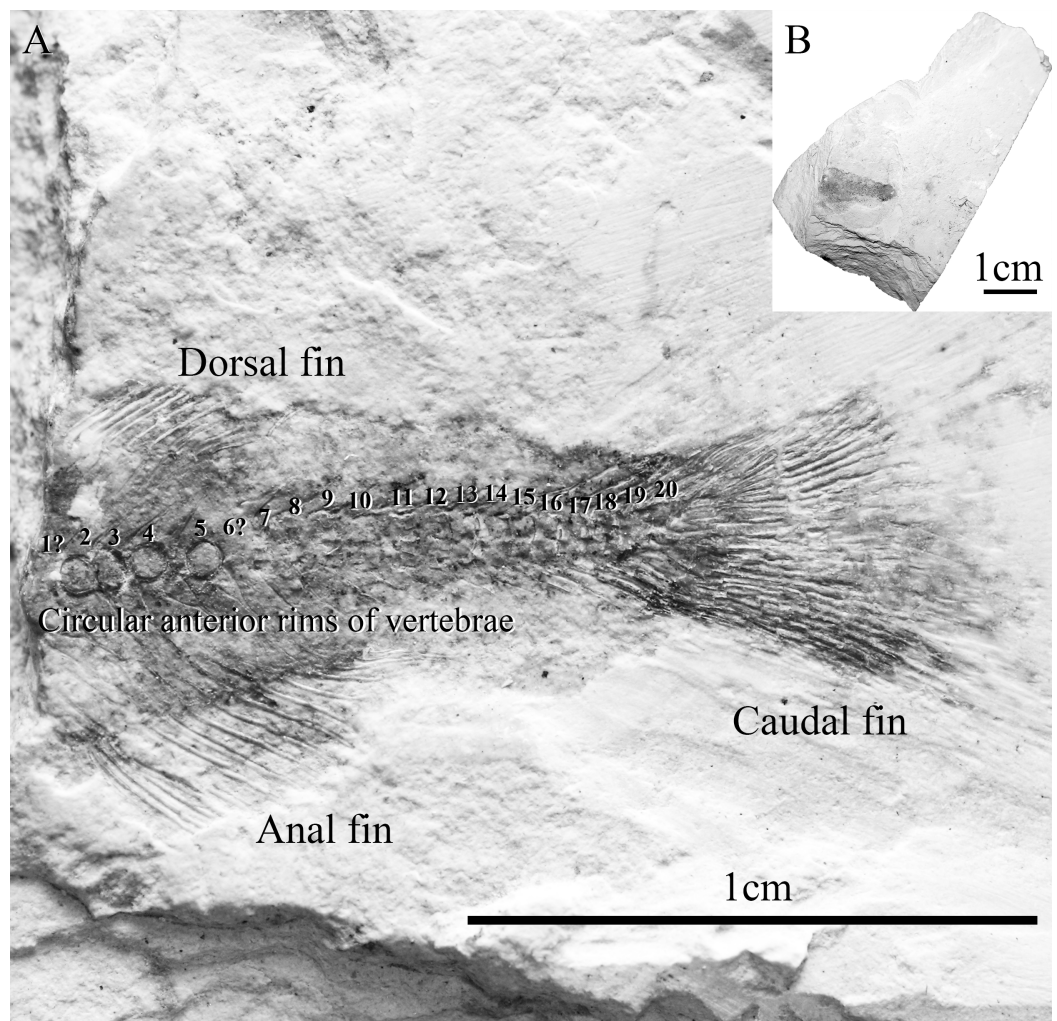 A
B
1cm
Dorsal fin
1? 2 3 4 5 6? 7 8 9 10 11 12 13 14 15 16 17 18 19 20
Circular anterior rims of vertebrae
Caudal fin
Anal fin
1cm